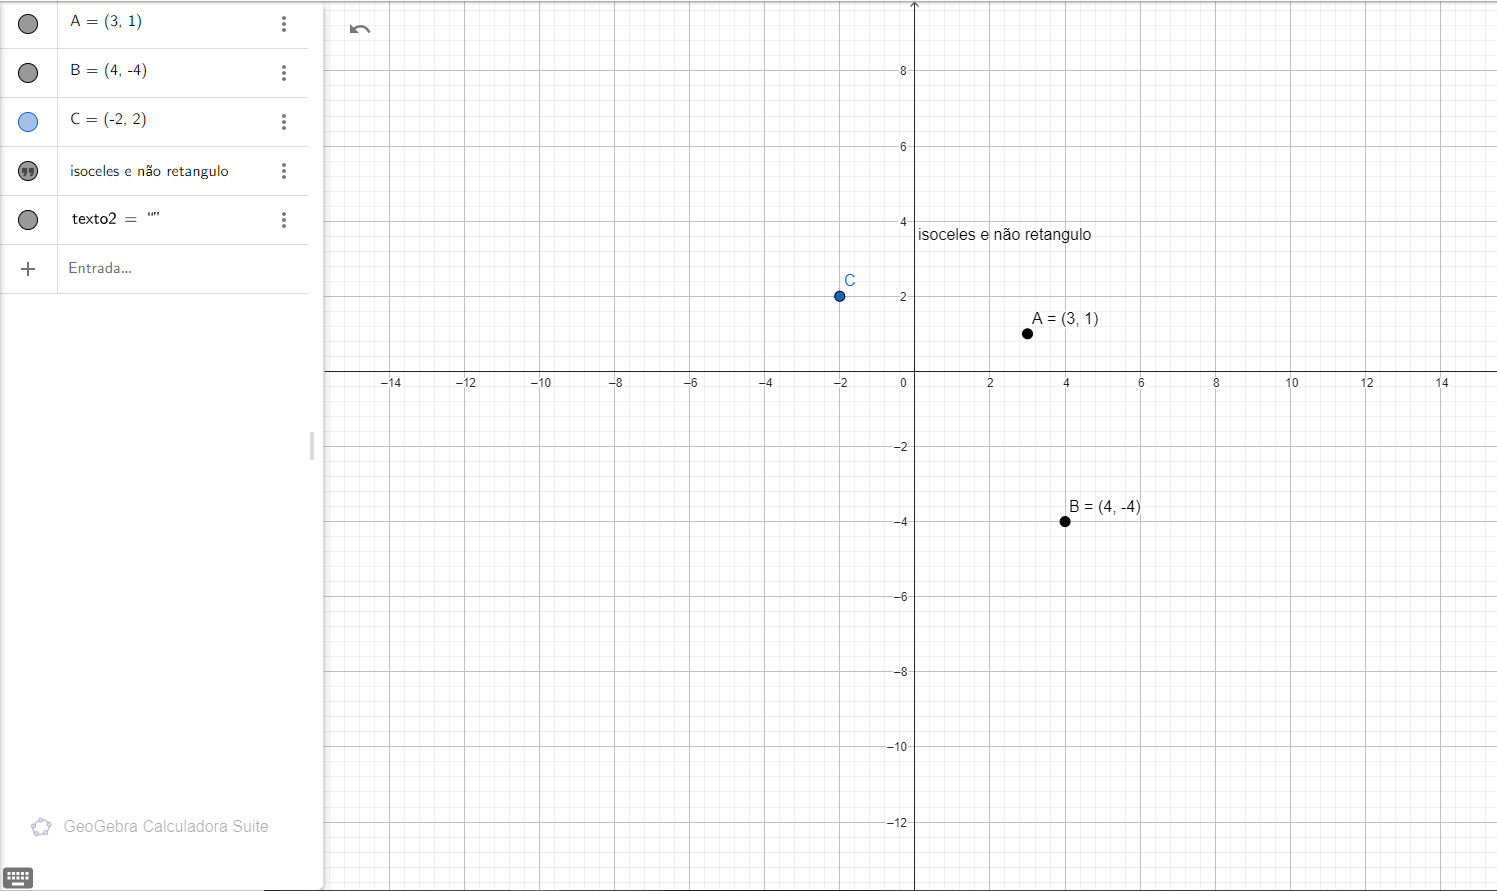 A = (3, 1)
B = (4, -4)
C = (-2, 2)
isoceles e não retangulo
texto2 = “”
Entrada...
GeoGebra Calculadora Suite
8
6
4
isoceles e não retangulo
C
2
A = (3, 1)
−14 −12 −10 −8 −6 −4 −2 0 2 4 6 8 10 12 14
−2
B = (4, -4)
−4
−6
−8
−10
−12